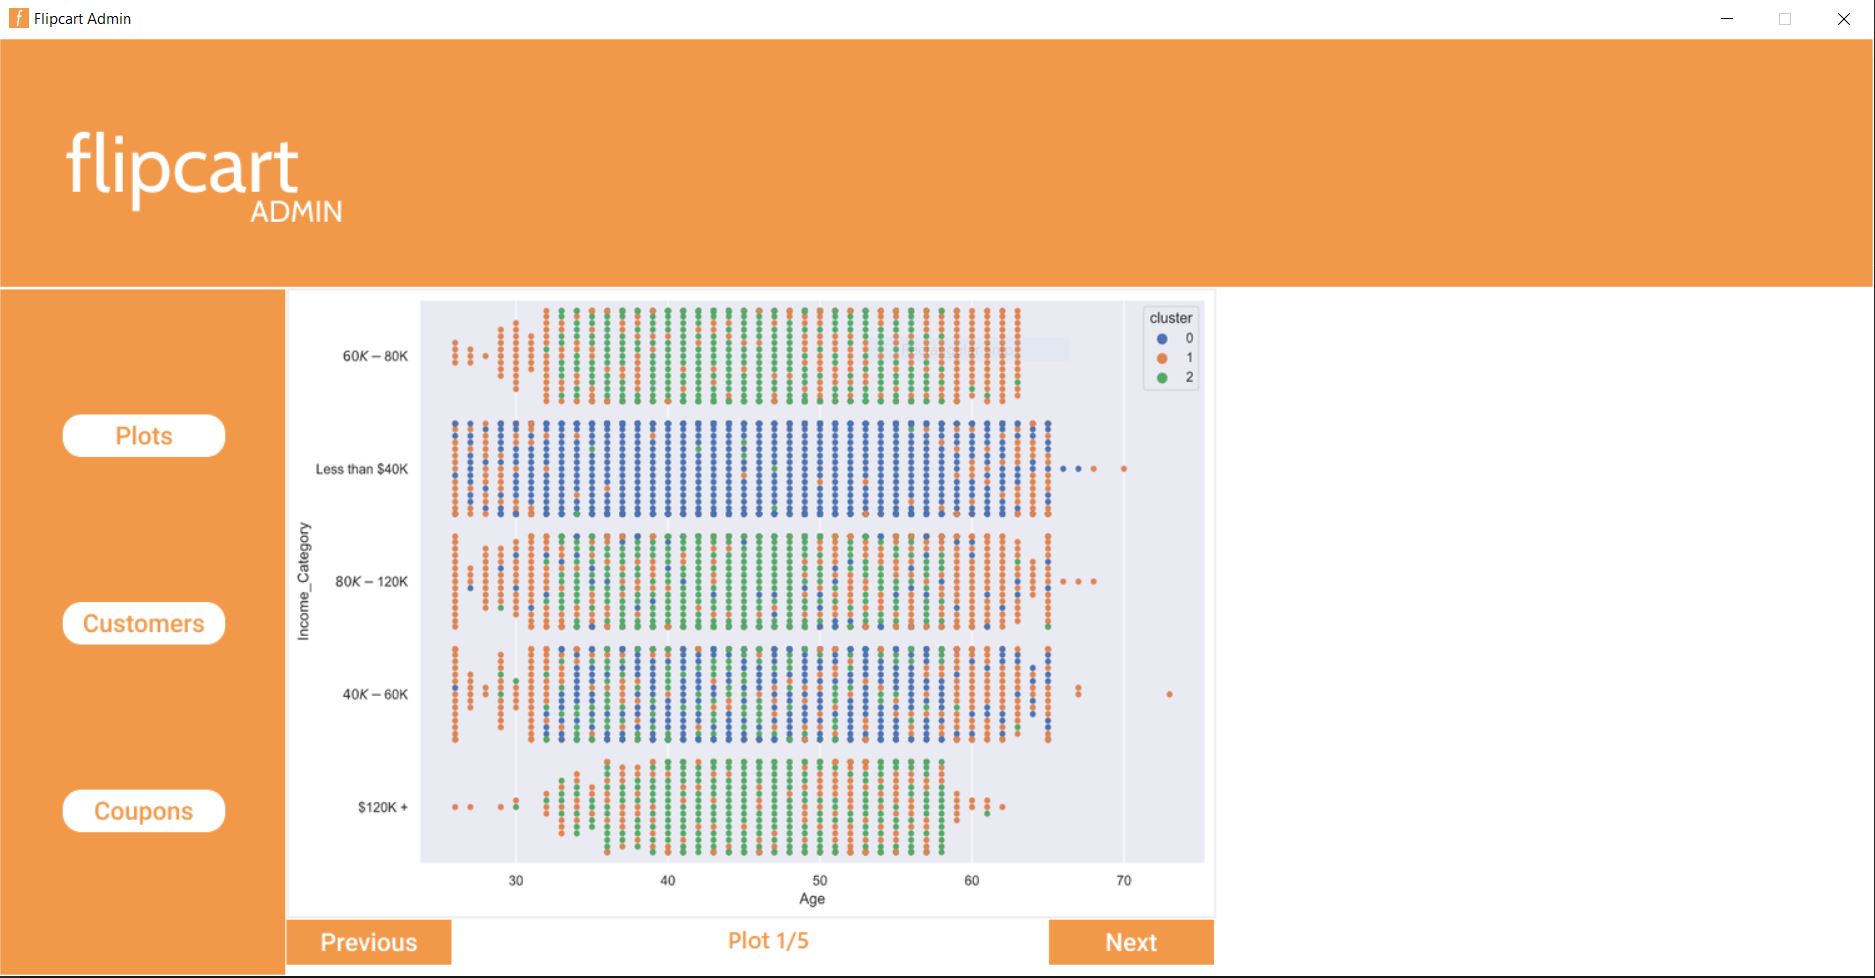 Flipcart Admin
flipcart
ADMIN
Plots
Customers
Coupons
Income_Category
60K – 80K
Less than $40K
80K – 120K
40K – 60K
$120K +
cluster
0
1
2
30 40 50 60 70
Age
Previous
Plot 1/5
Next